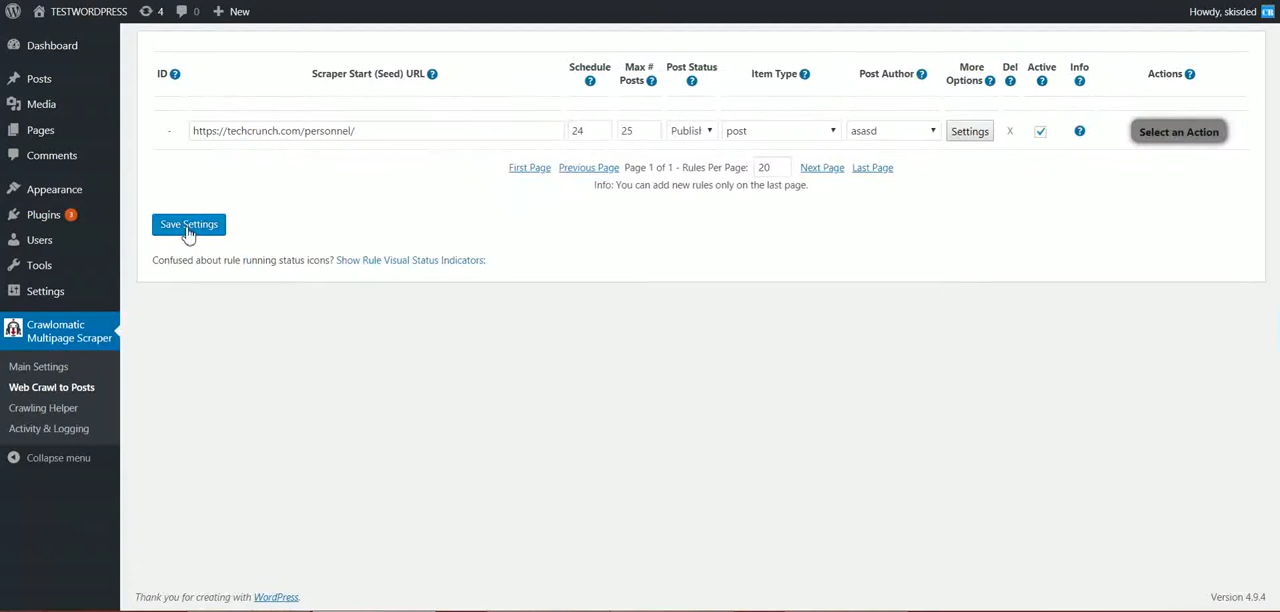 TESTWORDPRESS 4 0 New Howdy, skisded
Dashboard
Posts
Media
Pages
Comments
Appearance
Plugins 3
Users
Tools
Settings
Crawlomatic
Multipage Scraper
Main Settings
Web Crawl to Posts
Crawling Helper
Activity & Logging
Collapse menu
ID Scraper Start (Seed) URL Schedule Max # Posts Post Status Item Type Post Author More Options Del Active Info Actions
- https://techcrunch.com/personnel/ 24 25 Publish post asasd Settings X Select an Action
First Page Previous Page Page 1 of 1 - Rules Per Page: 20 Next Page Last Page
Info: You can add new rules only on the last page.
Save Settings
Confused about rule running status icons? Show Rule Visual Status Indicators:
Thank you for creating with WordPress. Version 4.9.4